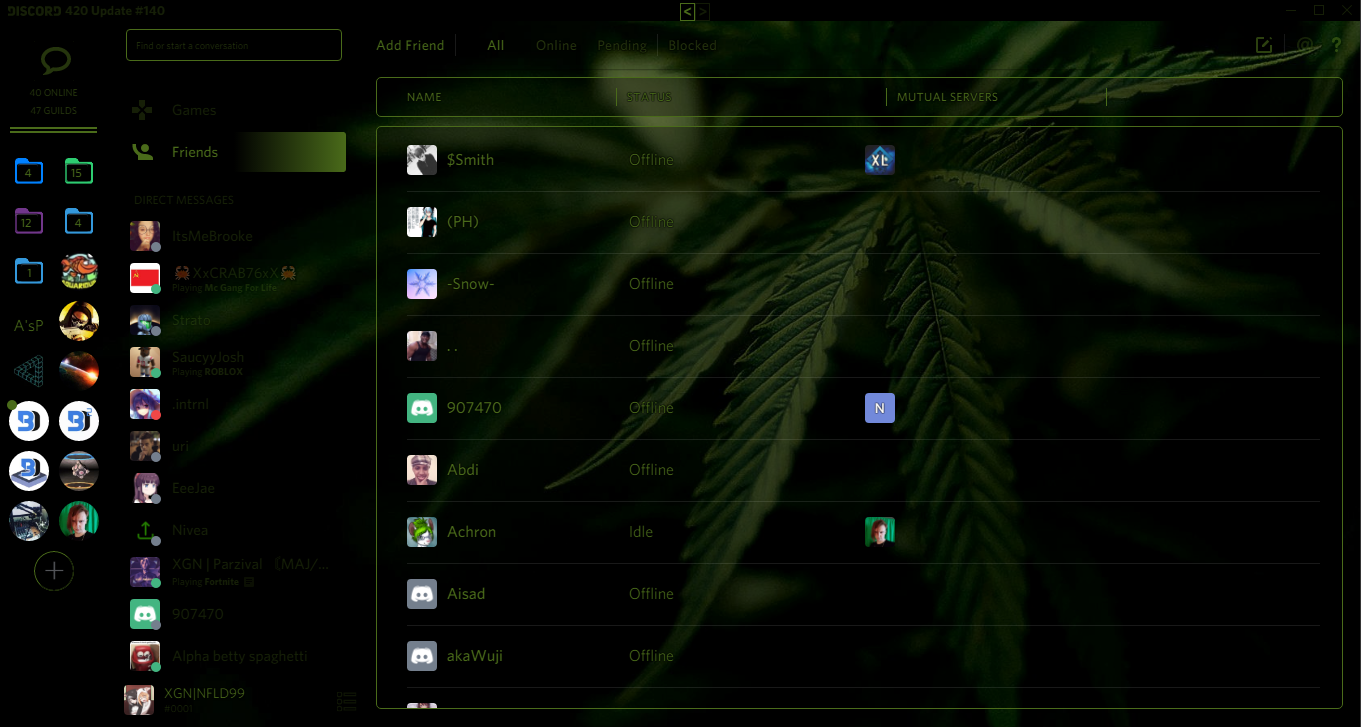 DISCORD 420 Update #140
< >
40 ONLINE
47 GUILDS
4
15
12
4
1
A'sP
Find or start a conversation
Games
Friends
DIRECT MESSAGES
ItsMeBrooke
🦀XxCRAB76xX🦀
Playing Mc Gang For Life
Strato
SaucyyJosh
Playing ROBLOX
.intrnl
uri
EeeJae
Nivea
XGN | Parzival 〔MAJ/...
Playing Fortnite
907470
Alpha betty spaghetti
XGN|NFLD99
#0001
Add Friend All Online Pending Blocked
@ ?
NAME STATUS MUTUAL SERVERS
$Smith Offline XL
(PH) Offline
-Snow- Offline
. . Offline
907470 Offline N
Abdi Offline
Achron Idle
Aisad Offline
akaWuji Offline